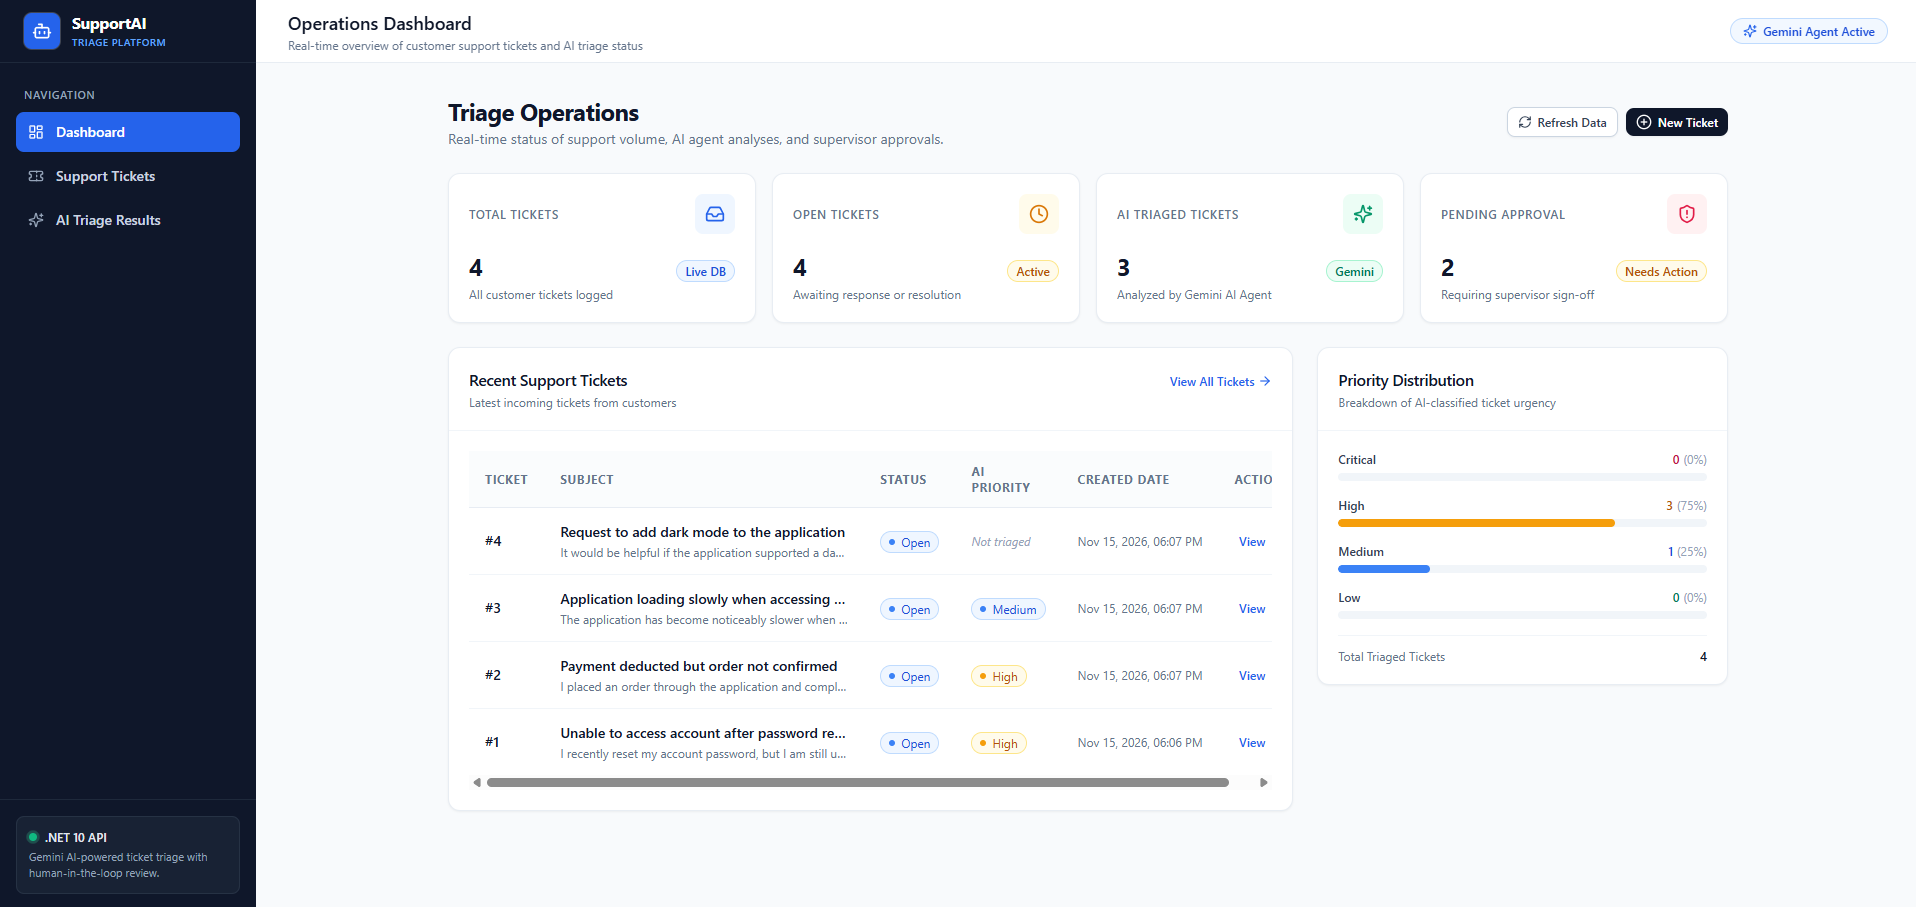 SupportAI
TRIAGE PLATFORM
NAVIGATION
Dashboard
Support Tickets
AI Triage Results
.NET 10 API
Gemini AI-powered ticket triage with
human-in-the-loop review.
Operations Dashboard
Real-time overview of customer support tickets and AI triage status
Gemini Agent Active
Triage Operations
Real-time status of support volume, AI agent analyses, and supervisor approvals.
Refresh Data
New Ticket
TOTAL TICKETS
4
Live DB
All customer tickets logged
OPEN TICKETS
4
Active
Awaiting response or resolution
AI TRIAGED TICKETS
3
Gemini
Analyzed by Gemini AI Agent
PENDING APPROVAL
2
Needs Action
Requiring supervisor sign-off
Recent Support Tickets
Latest incoming tickets from customers
View All Tickets →
TICKET SUBJECT STATUS AI PRIORITY CREATED DATE ACTIO
#4 Request to add dark mode to the application Open Not triaged Nov 15, 2026, 06:07 PM View
It would be helpful if the application supported a da...
#3 Application loading slowly when accessing ... Open Medium Nov 15, 2026, 06:07 PM View
The application has become noticeably slower when ...
#2 Payment deducted but order not confirmed Open High Nov 15, 2026, 06:07 PM View
I placed an order through the application and compl...
#1 Unable to access account after password re... Open High Nov 15, 2026, 06:06 PM View
I recently reset my account password, but I am still u...
Priority Distribution
Breakdown of AI-classified ticket urgency
Critical 0 (0%)
High 3 (75%)
Medium 1 (25%)
Low 0 (0%)
Total Triaged Tickets 4